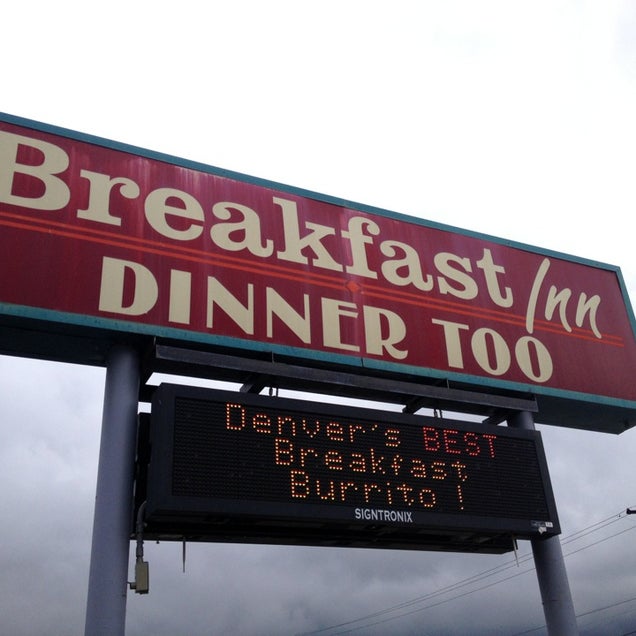 Breakfast Inn
DINNER TOO
Denver's BEST
Breakfast
Burrito !
SIGNTRONIX